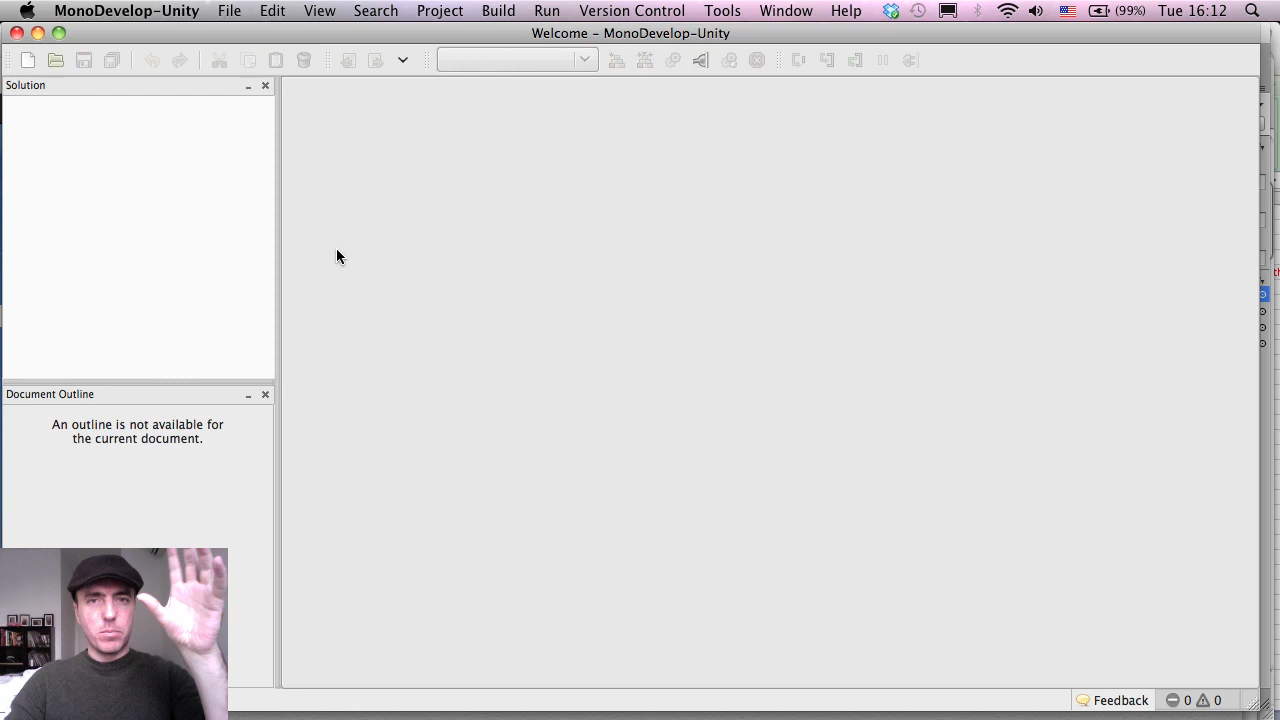 MonoDevelop-Unity File Edit View Search Project Build Run Version Control Tools Window Help (99%) Tue 16:12
Welcome – MonoDevelop-Unity
Solution
Document Outline
An outline is not available for
the current document.
Feedback 0 0